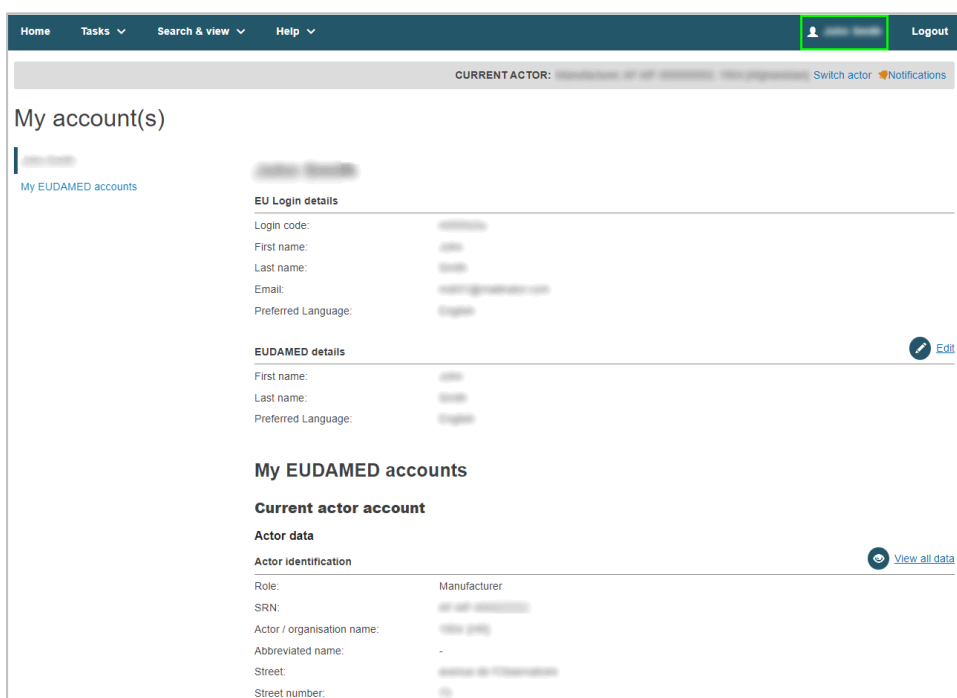 Home Tasks Search & view Help Logout
CURRENT ACTOR: Switch actor Notifications
My account(s)
My EUDAMED accounts
EU Login details
Login code:
First name:
Last name:
Email:
Preferred Language:
EUDAMED details Edit
First name:
Last name:
Preferred Language:
My EUDAMED accounts
Current actor account
Actor data
Actor identification View all data
Role: Manufacturer
SRN:
Actor / organisation name:
Abbreviated name: -
Street:
Street number: